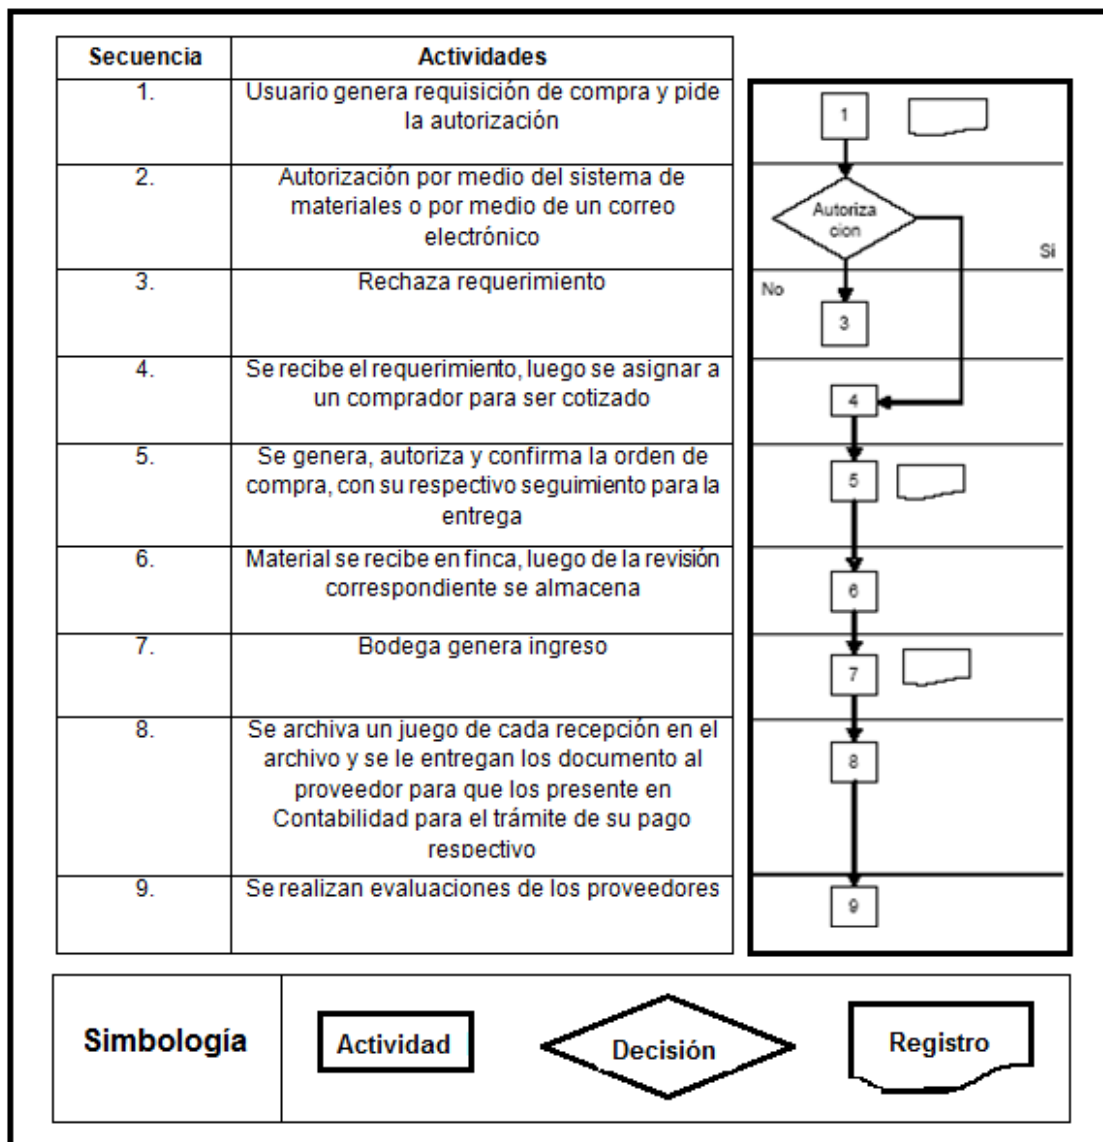 Secuencia
Actividades
1.
Usuario genera requisición de compra y pide
la autorización
1
2.
Autorización por medio del sistema de
materiales o por medio de un correo
electrónico
Autoriza
cion
Si
3.
Rechaza requerimiento
No
3
4.
Se recibe el requerimiento, luego se asignar a
un comprador para ser cotizado
4
5.
Se genera, autoriza y confirma la orden de
compra, con su respectivo seguimiento para la
entrega
5
6.
Material se recibe en finca, luego de la revisión
correspondiente se almacena
6
7.
Bodega genera ingreso
7
8.
Se archiva un juego de cada recepción en el
archivo y se le entregan los documento al
proveedor para que los presente en
Contabilidad para el trámite de su pago
respectivo
8
9.
Se realizan evaluaciones de los proveedores
9
Simbología
Actividad
Decisión
Registro